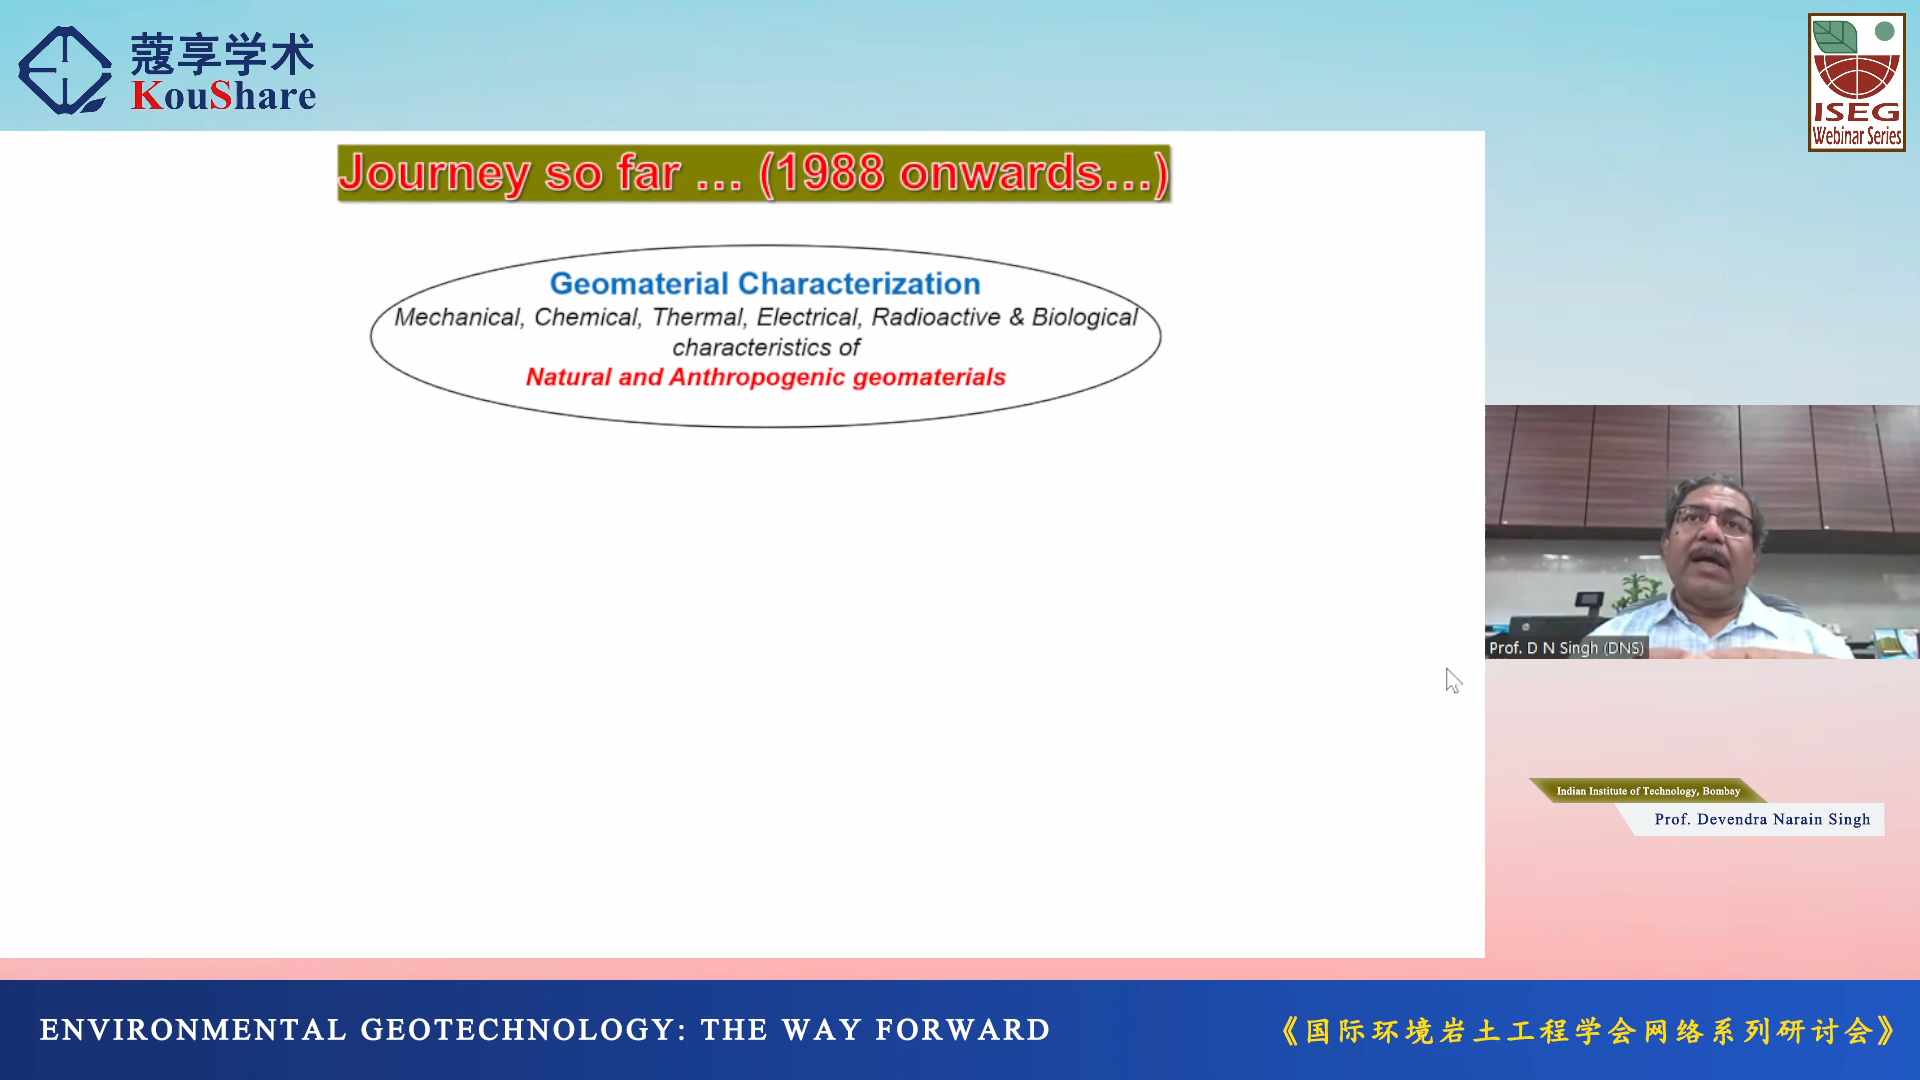 蔻享学术
KouShare
ISEG
Webinar Series
Journey so far ... (1988 onwards...)
Geomaterial Characterization
Mechanical, Chemical, Thermal, Electrical, Radioactive & Biological
characteristics of
Natural and Anthropogenic geomaterials
Prof. D N Singh (DNS)
Indian Institute of Technology, Bombay
Prof. Devendra Narain Singh
ENVIRONMENTAL GEOTECHNOLOGY: THE WAY FORWARD
《国际环境岩土工程学会网络系列研讨会》